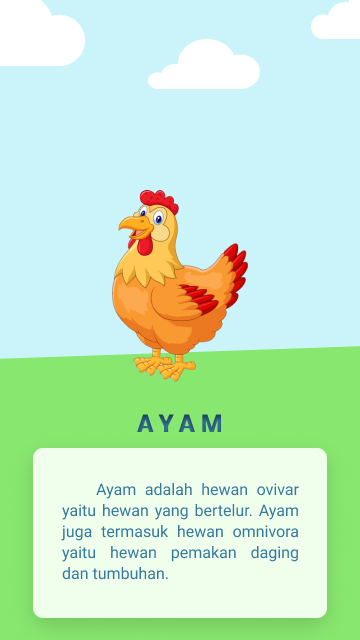 AYAM
Ayam adalah hewan ovivar
yaitu hewan yang bertelur. Ayam
juga termasuk hewan omnivora
yaitu hewan pemakan daging
dan tumbuhan.